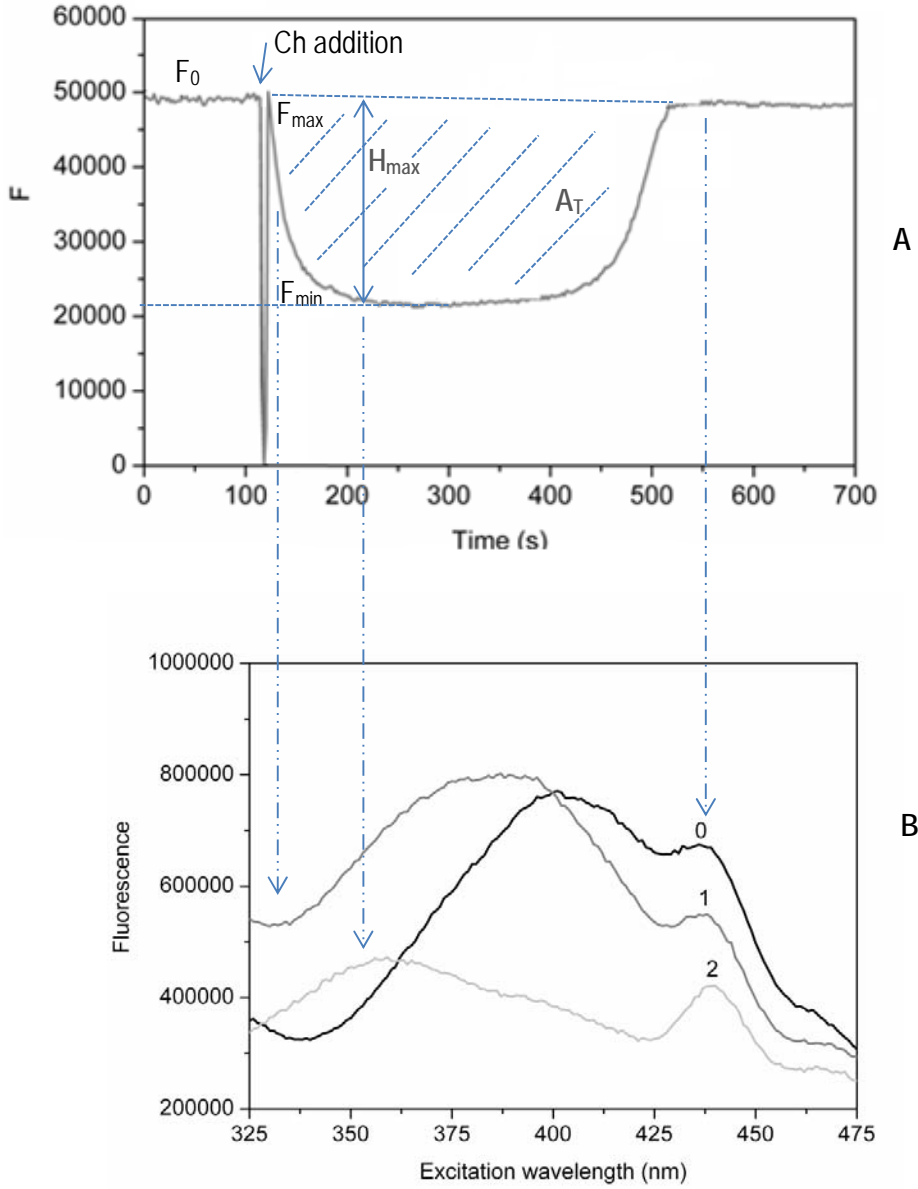 60000
50000
40000
30000
20000
10000
0
F
Ch addition
F0
Fmax
Hmax
AT
Fmin
A
0 100 200 300 400 500 600 700
Time (s)
1000000
800000
600000
400000
200000
Fluorescence
0
1
2
B
325 350 375 400 425 450 475
Excitation wavelength (nm)